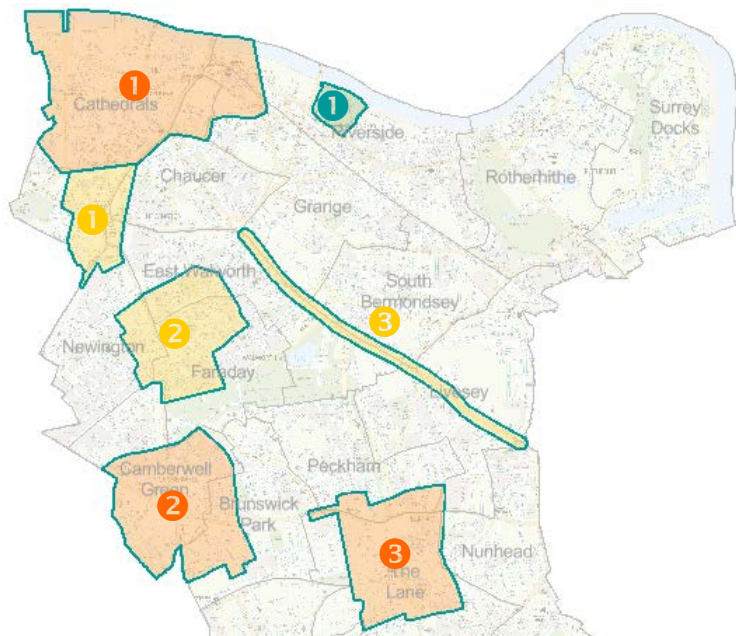 1
Cathedrals
1
Riverside
Surrey
Docks
Chaucer
Rotherhithe
Grange
1
East Walworth
South
Bermondsey
3
2
Newington
Faraday
Livesey
Camberwell
Green
2
Brunswick
Park
Peckham
3
The
Lane
Nunhead